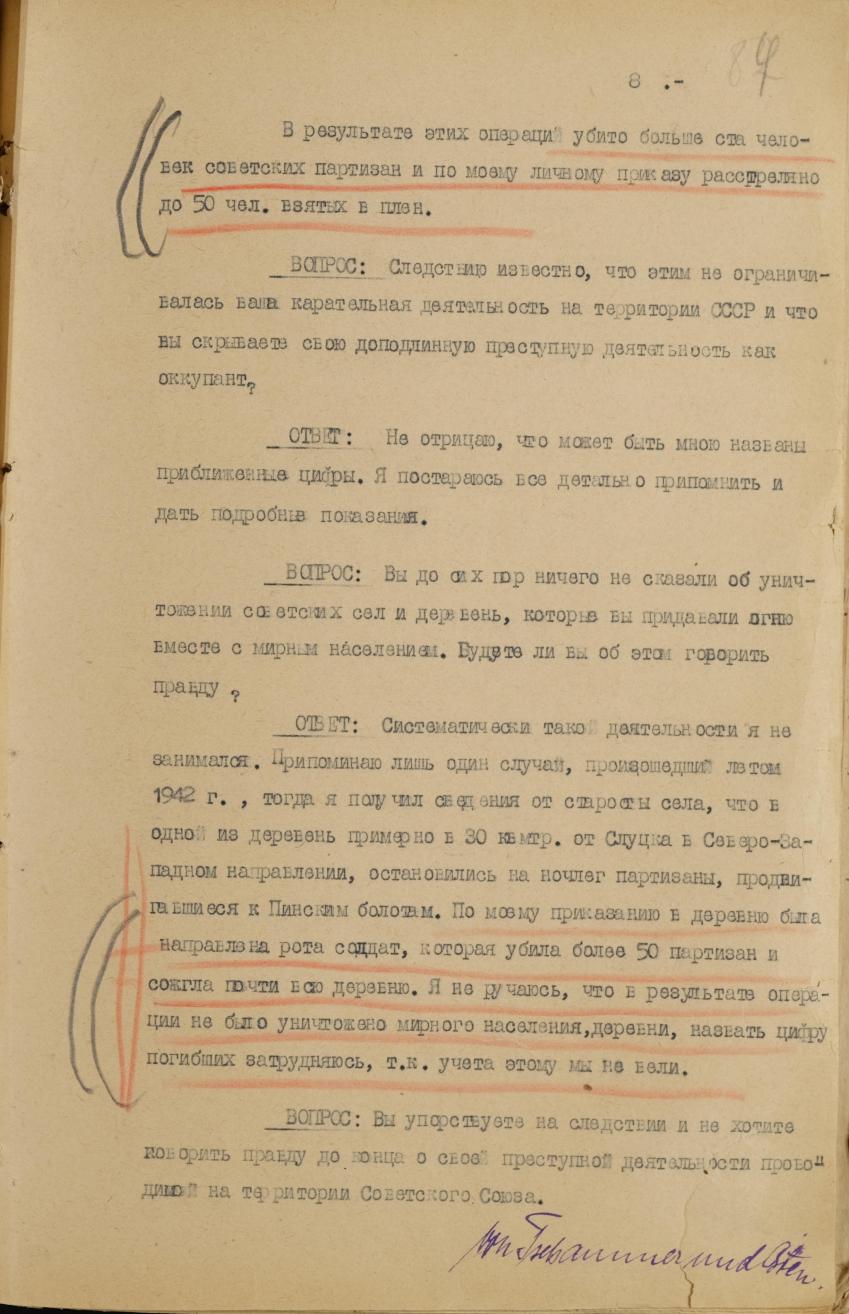 8 .-
В результате этих операций убито больше ста чело-
век советских партизан и по моему личному приказу расстреляно
до 50 чел. взятых в плен.
ВОПРОС: Следствию известно, что этим не ограничи-
валась ваша карательная деятельность на территории СССР и что
вы скрываете свою доподлинную преступную деятельность как
оккупант?
ОТВЕТ: Не отрицаю, что может быть мною названы
приближенные цифры. Я постараюсь все детально припомнить и
дать подробные показания.
ВОПРОС: Вы до сих пор ничего не сказали об унич-
тожении советских сел и деревень, которые вы придавали огню
вместе с мирным населением. Будете ли вы об этом говорить
правду?
ОТВЕТ: Систематически такой деятельности я не
занимался. Припоминаю лишь один случай, произошедший летом
1942 г., тогда я получил сведения от старосты села, что в
одной из деревень примерно в 30 клмтр. от Слуцка в Северо-За-
падном направлении, остановились на ночлег партизаны, продви-
гавшиеся к Пинским болотам. По моему приказанию в деревню была
направлена рота солдат, которая убила более 50 партизан и
сожгла почти всю деревню. Я не ручаюсь, что в результате опера-
ции не было уничтожено мирного населения,деревни, назвать цифру
погибших затрудняюсь, т.к. учета этому мы не вели.
ВОПРОС: Вы упорствуете на следствии и не хотите
говорить правду до конца о своей преступной деятельности прово-
димой на территории Советского Союза.
von Tschammer und Osten.